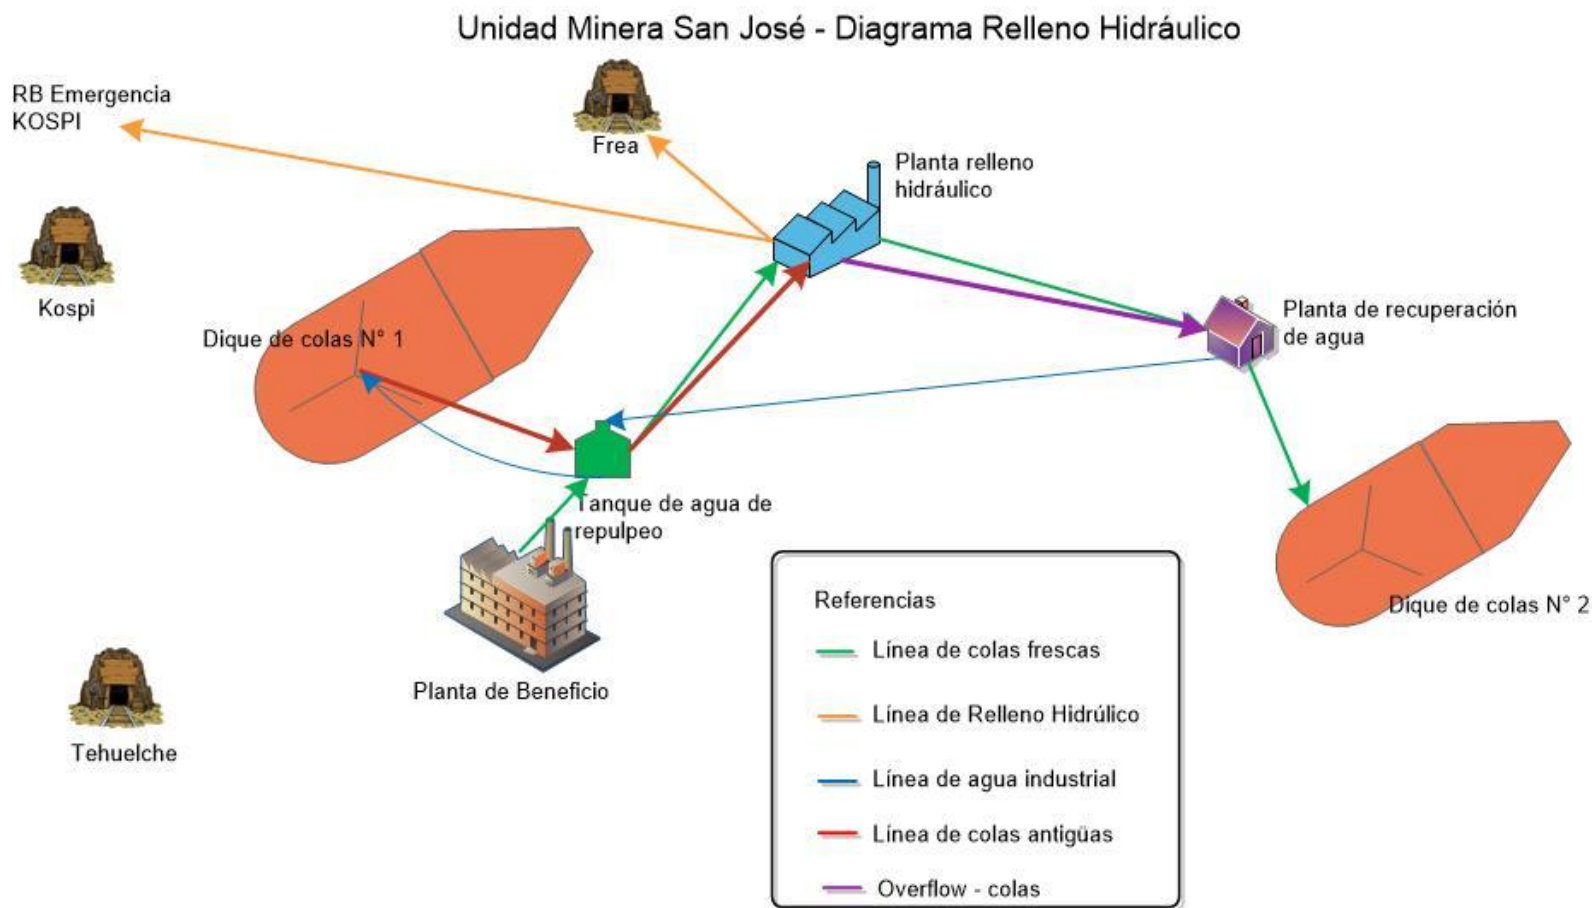 Unidad Minera San José - Diagrama Relleno Hidráulico
RB Emergencia
KOSPI
Frea
Planta relleno
hidráulico
Kospi
Dique de colas N° 1
Planta de recuperación
de agua
Tanque de agua de
repulpeo
Planta de Beneficio
Tehuelche
Dique de colas N° 2
Referencias
Línea de colas frescas
Línea de Relleno Hidrúlico
Línea de agua industrial
Línea de colas antigüas
Overflow - colas